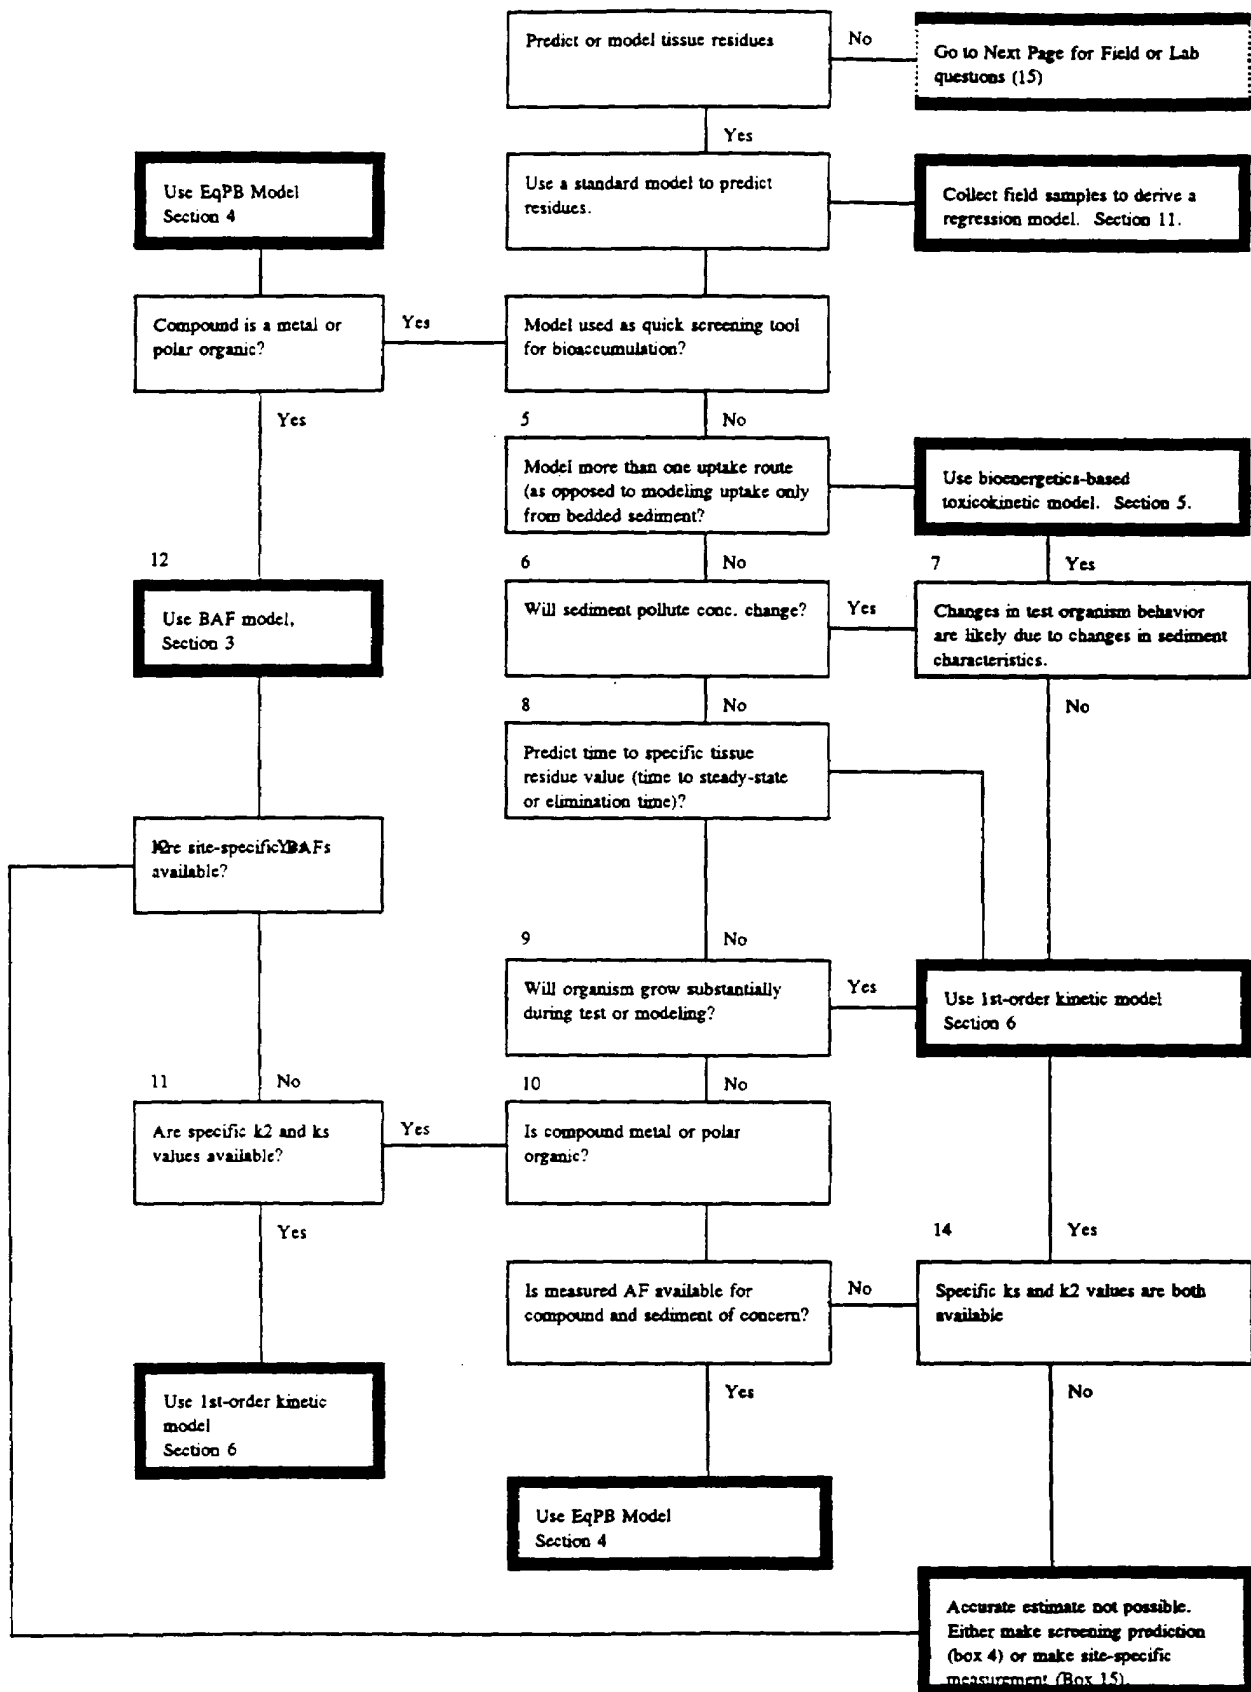 Predict or model tissue residues
No
Go to Next Page for Field or Lab
questions (15)
Yes
Use EqPB Model
Section 4
Use a standard model to predict
residues.
Collect field samples to derive a
regression model. Section 11.
Compound is a metal or
polar organic?
Yes
Model used as quick screening tool
for bioaccumulation?
Yes
5
No
Model more than one uptake route
(as opposed to modeling uptake only
from bedded sediment?
Use bioenergetics-based
toxicokinetic model. Section 5.
12
6
No
7
Yes
Use BAF model,
Section 3
Will sediment pollute conc. change?
Yes
Changes in test organism behavior
are likely due to changes in sediment
characteristics.
8
No
No
Predict time to specific tissue
residue value (time to steady-state
or elimination time)?
Are site-specific BAFs
available?
9
No
Will organism grow substantially
during test or modeling?
Yes
Use 1st-order kinetic model
Section 6
11
No
10
No
Are specific k2 and ks
values available?
Yes
Is compound metal or polar
organic?
Yes
14
Yes
Is measured AF available for
compound and sediment of concern?
No
Specific ks and k2 values are both
available
Use 1st-order kinetic
model
Section 6
Yes
No
Use EqPB Model
Section 4
Accurate estimate not possible.
Either make screening prediction
(box 4) or make site-specific
measurement (Box 15).